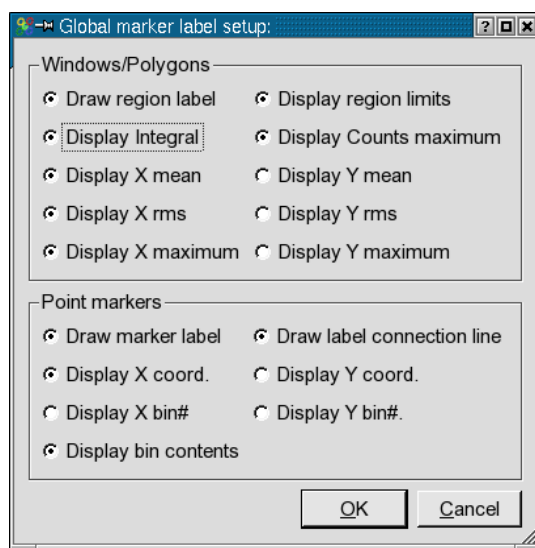 Global marker label setup:
?
Windows/Polygons
Draw region label Display region limits
Display Integral Display Counts maximum
Display X mean Display Y mean
Display X rms Display Y rms
Display X maximum Display Y maximum
Point markers
Draw marker label Draw label connection line
Display X coord. Display Y coord.
Display X bin# Display Y bin#.
Display bin contents
OK Cancel